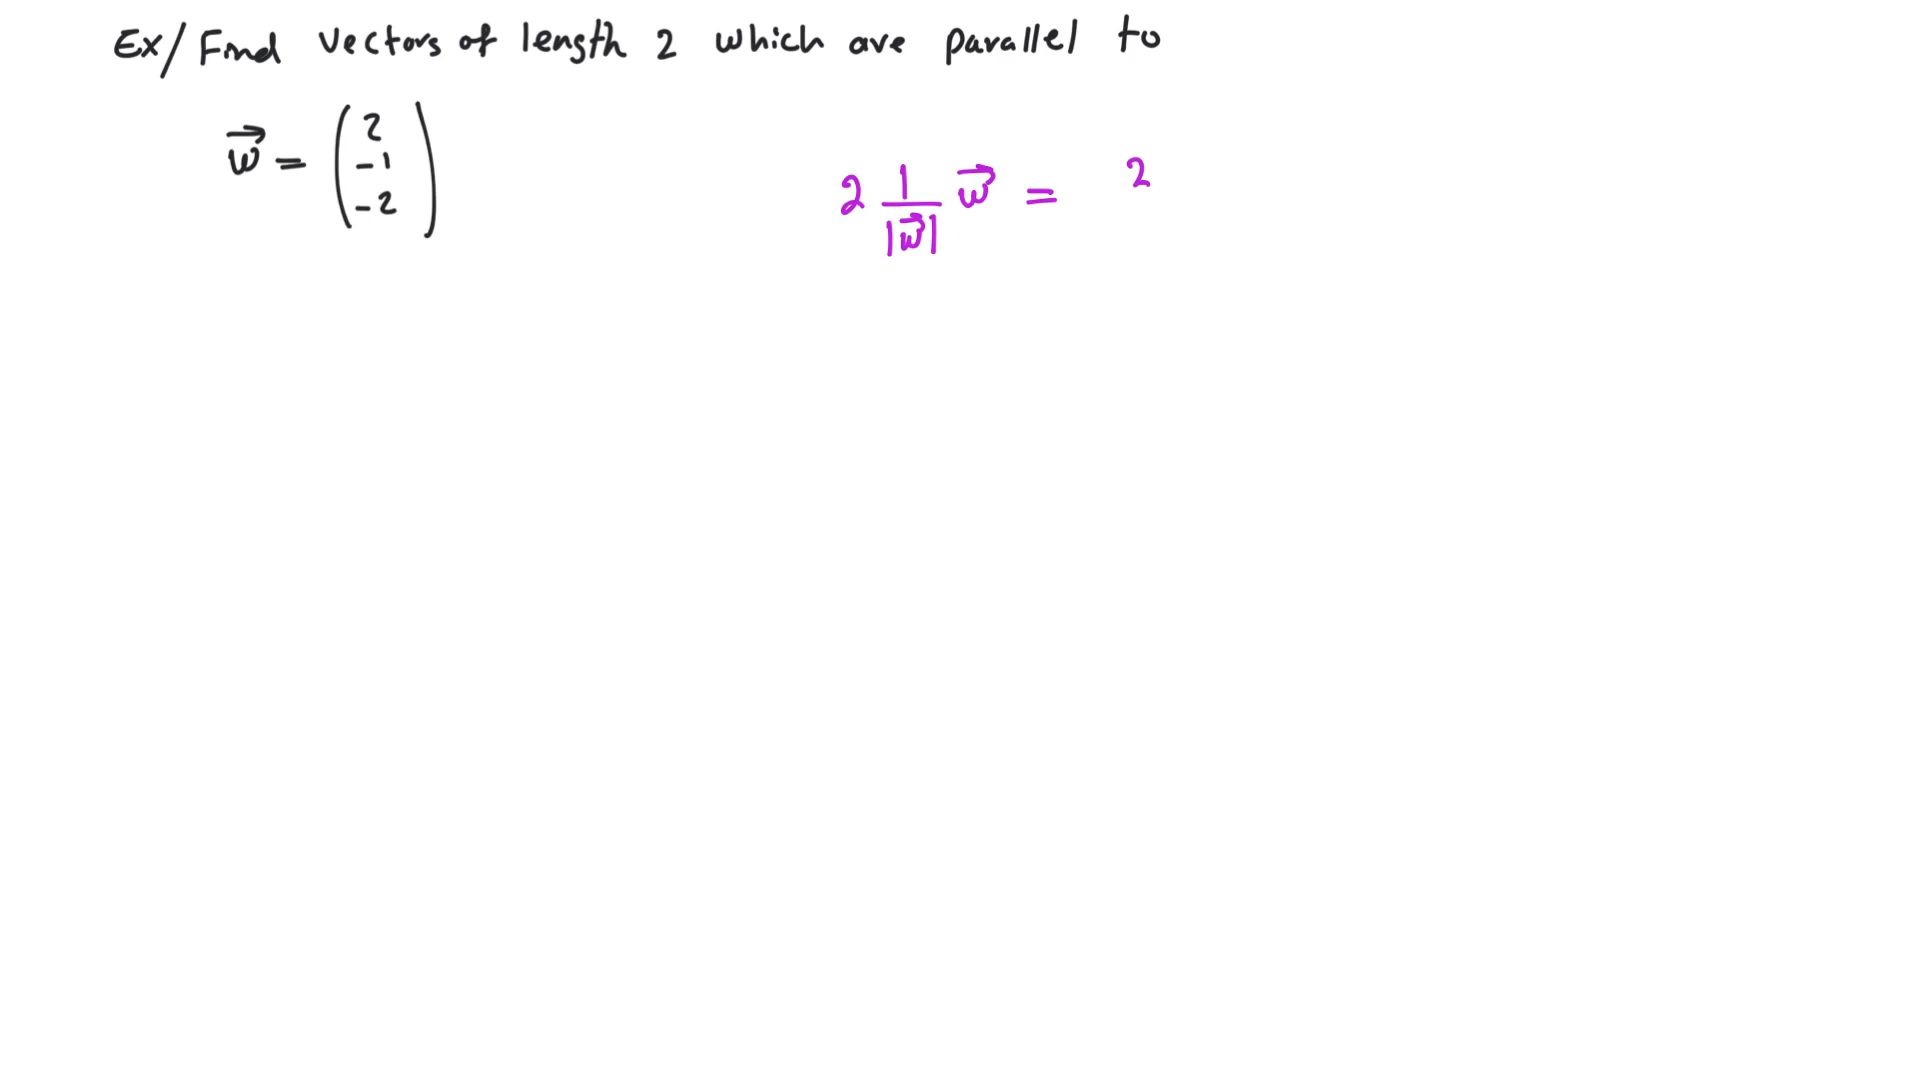 Ex/ Find vectors of length 2 which are parallel to
w⃗ = (2 -1 -2)
2 1/|w⃗| w⃗ = 2